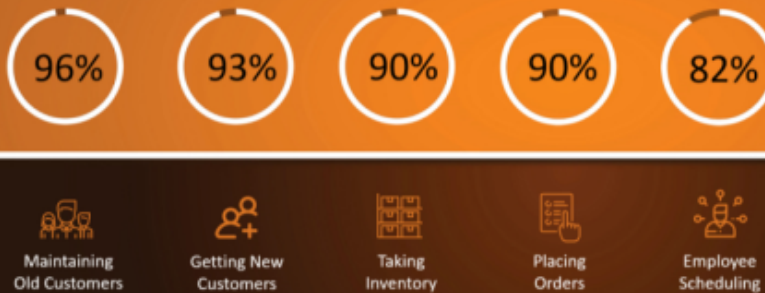 96% 93% 90% 90% 82%
Maintaining
Old Customers
Getting New
Customers
Taking
Inventory
Placing
Orders
Employee
Scheduling